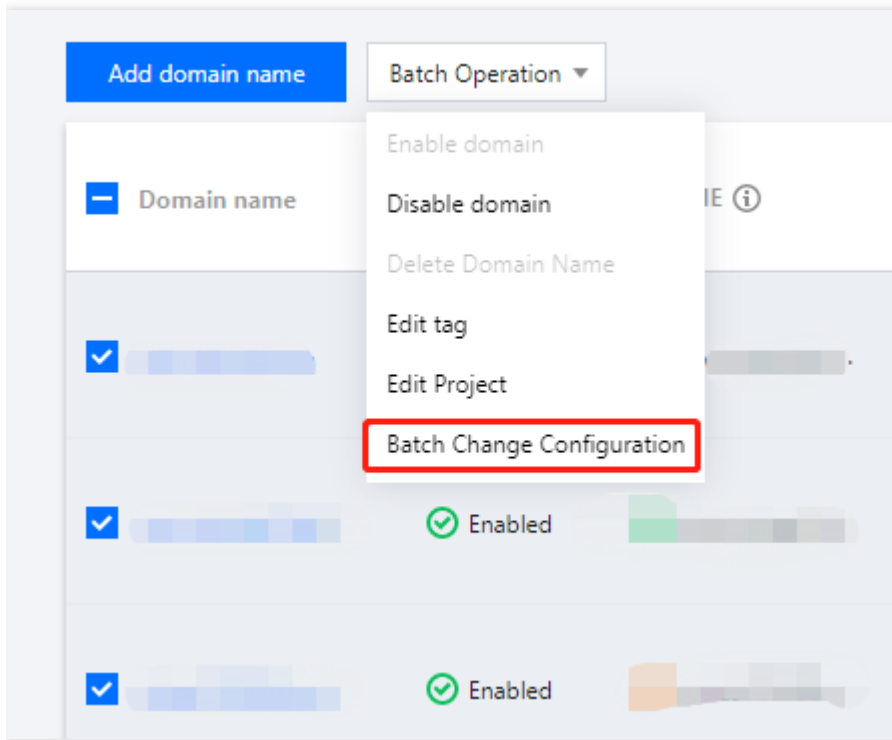 Add domain name
Batch Operation
Enable domain
Domain name
Disable domain
Delete Domain Name
Edit tag
Edit Project
Batch Change Configuration
Enabled
Enabled